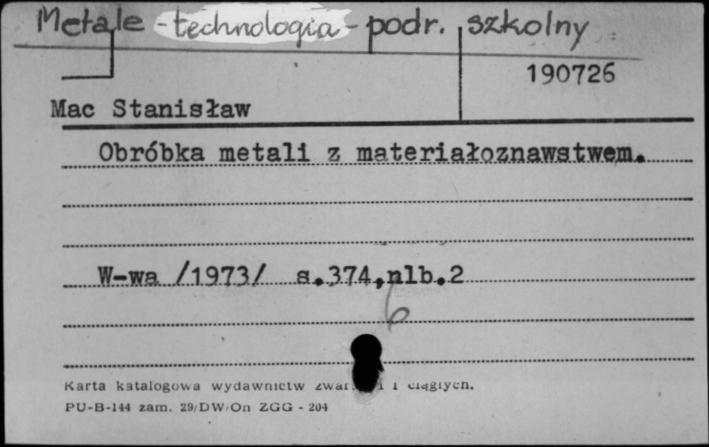 Metale - technologia - podr. szkolny
190726
Mac Stanisław
Obróbka metali z materiałoznawstwem.
W-wa /1973/ s.374,nlb.2
6
Karta katalogowa wydawnictw i ciągłych.
PU-B-144 zam. 29/DW/On ZGG - 204